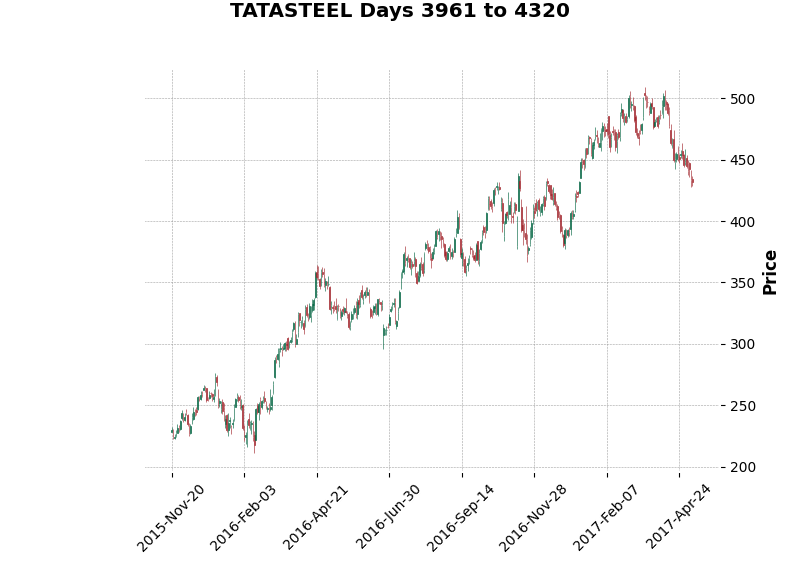 TATASTEEL Days 3961 to 4320
500
450
400
350
300
250
200
Price
2015-Nov-20
2016-Feb-03
2016-Apr-21
2016-Jun-30
2016-Sep-14
2016-Nov-28
2017-Feb-07
2017-Apr-24